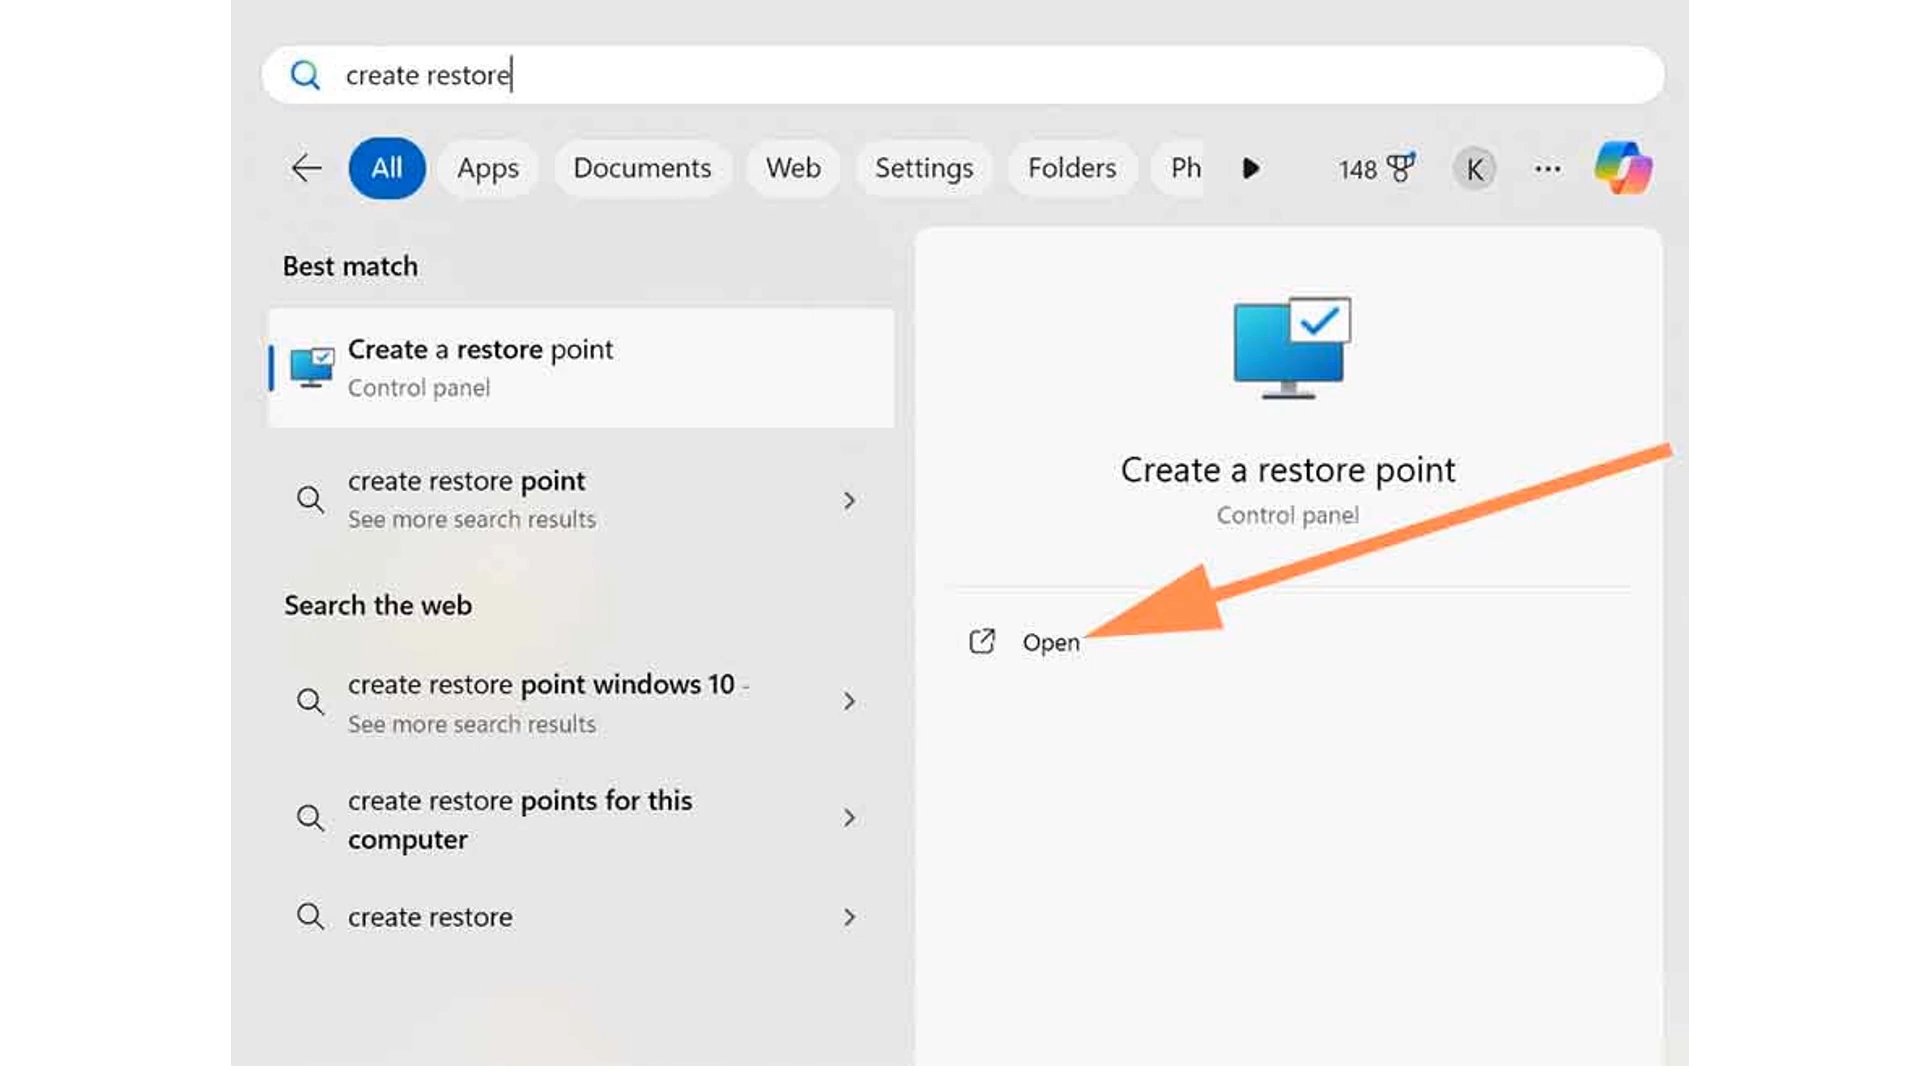 create restore
All Apps Documents Web Settings Folders Ph 148 K ...
Best match
Create a restore point
Control panel
create restore point
See more search results
Search the web
create restore point windows 10 -
See more search results
create restore points for this
computer
create restore
Create a restore point
Control panel
Open